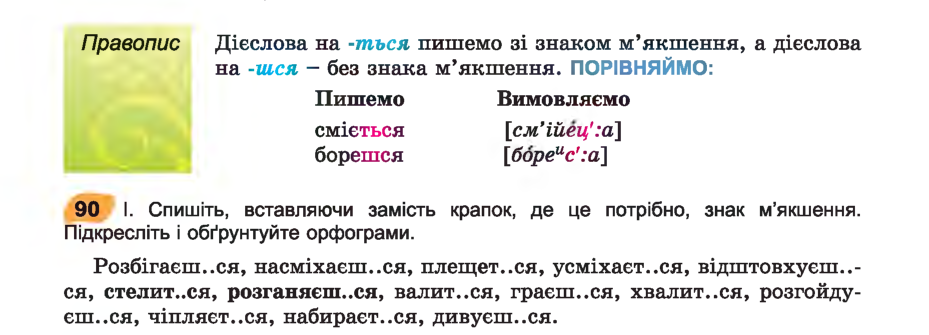 Правопис
Дієслова на -ться пишемо зі знаком м’якшення, а дієслова
на -шся – без знака м’якшення. ПОРІВНЯЙМО:
Пишемо Вимовляємо
сміється [см’ійе́ц′:а]
борешся [бо́реᴵс′:а]
90 І. Спишіть, вставляючи замість крапок, де це потрібно, знак м’якшення.
Підкресліть і обґрунтуйте орфограми.
Розбігаєш..ся, насміхаєш..ся, плещет..ся, усміхаєт..ся, відштовхуєш..-
ся, стелит..ся, розганяєш..ся, валит..ся, граєш..ся, хвалит..ся, розгойду-
єш..ся, чіпляєт..ся, набираєт..ся, дивуєш..ся.